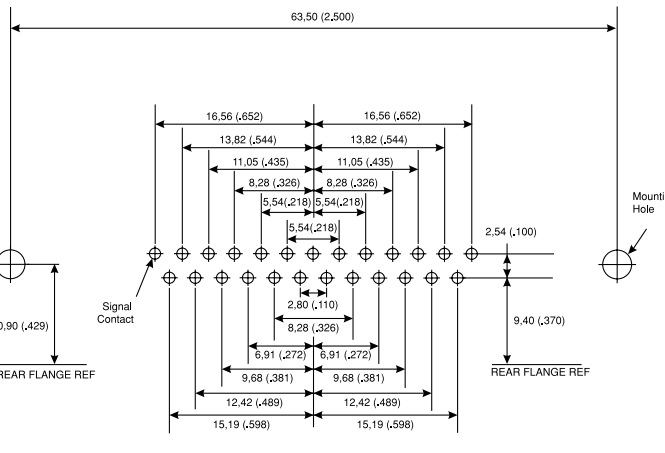 63,50 (2.500)
16,56 (.652) 16,56 (.652)
13,82 (.544) 13,82 (.544)
11,05 (.435) 11,05 (.435)
8,28 (.326) 8,28 (.326)
5,54(.218) 5,54(.218)
5,54(.218)
Mounti
Hole
2,54 (.100)
Signal
Contact
2,80 (.110)
8,28 (.326)
0,90 (.429)
9,40 (.370)
6,91 (.272) 6,91 (.272)
REAR FLANGE REF
REAR FLANGE REF
9,68 (.381) 9,68 (.381)
12,42 (.489) 12,42 (.489)
15,19 (.598) 15,19 (.598)